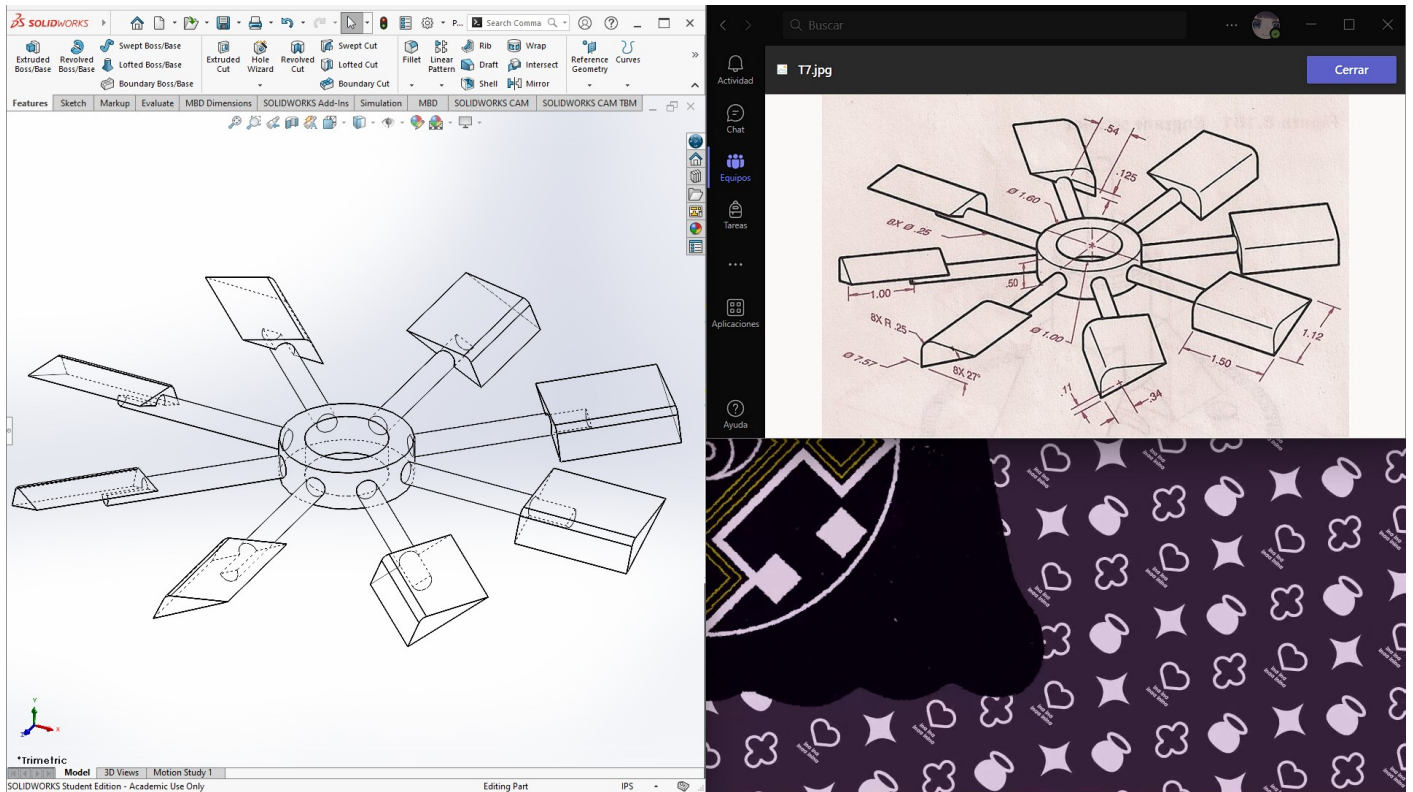 SOLIDWORKS
P...
Search Comma
Extruded Boss/Base
Revolved Boss/Base
Swept Boss/Base
Lofted Boss/Base
Boundary Boss/Base
Extruded Cut
Hole Wizard
Revolved Cut
Swept Cut
Lofted Cut
Boundary Cut
Fillet
Linear Pattern
Rib
Draft
Shell
Wrap
Intersect
Mirror
Reference Geometry
Curves
Features Sketch Markup Evaluate MBD Dimensions SOLIDWORKS Add-Ins Simulation MBD SOLIDWORKS CAM SOLIDWORKS CAM TBM
Y
X
Z
*Trimetric
Model 3D Views Motion Study 1
SOLIDWORKS Student Edition - Academic Use Only
Editing Part
IPS
Buscar
Actividad
Chat
Equipos
Tareas
Aplicaciones
Ayuda
T7.jpg
Cerrar
.54
.125
Ø 1.60
8X Ø .25
.50
1.00
8X R .25
Ø 7.57
8X 27°
Ø 1.00
1.12
1.50
.11
.34